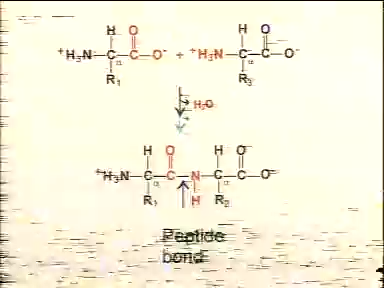 H O H O
⁺H₃N–C–C–O⁻ + ⁺H₃N–C–C–O⁻
α α
R₁ R₂
H₂O
H O H O
⁺H₃N–C–C–N–C–C–O⁻
α α
R₁ H R₂
Peptide
bond